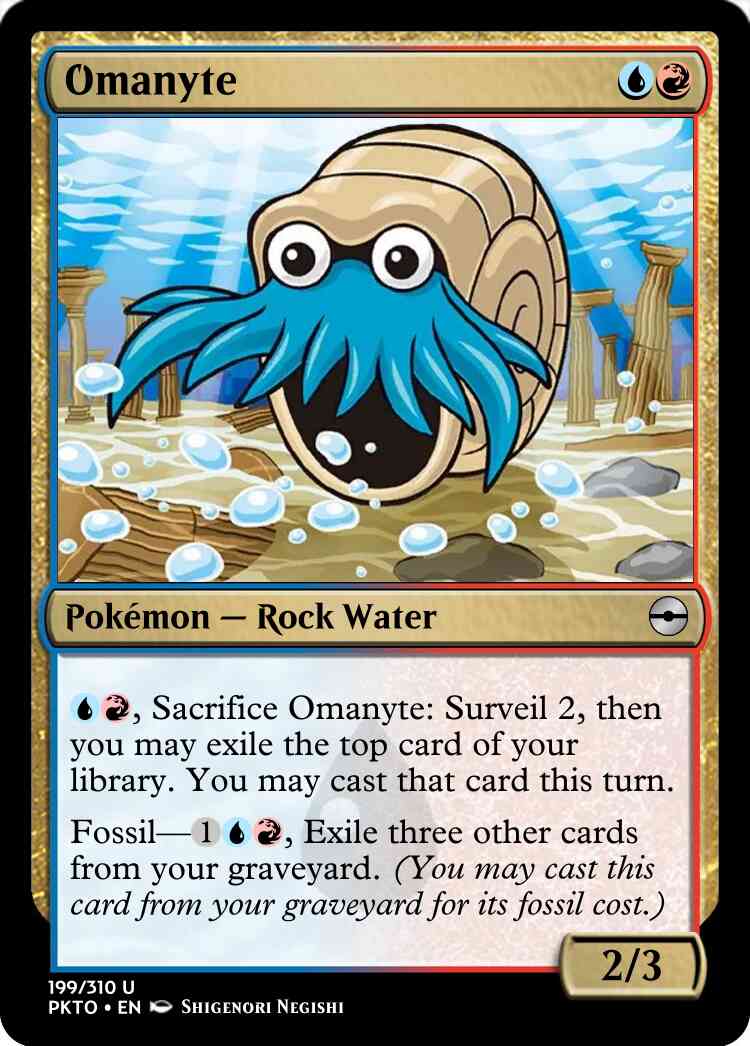 Omanyte
Pokémon — Rock Water
, Sacrifice Omanyte: Surveil 2, then
you may exile the top card of your
library. You may cast that card this turn.
Fossil—1, Exile three other cards
from your graveyard. (You may cast this
card from your graveyard for its fossil cost.)
2/3
199/310 U
PKTO • EN Shigenori Negishi